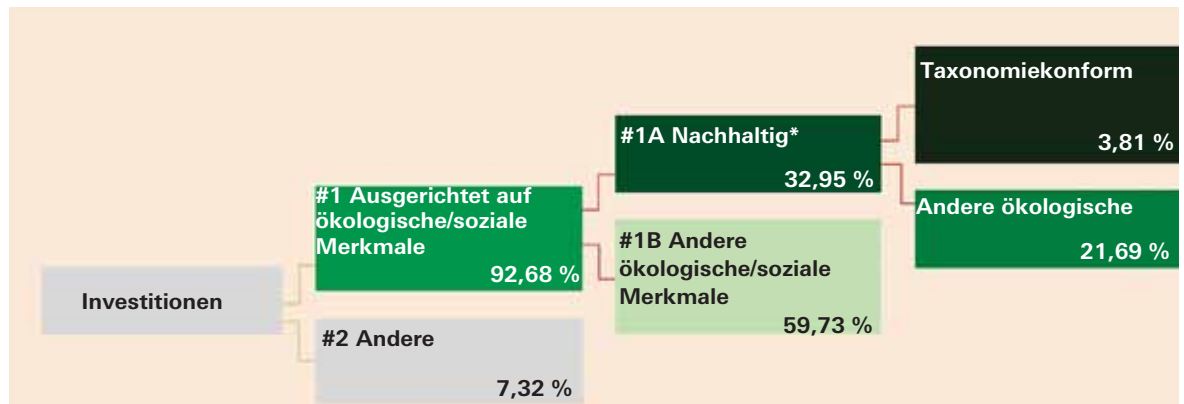 Investitionen
#1 Ausgerichtet auf
ökologische/soziale
Merkmale
92,68 %
#2 Andere
7,32 %
#1A Nachhaltig*
32,95 %
#1B Andere
ökologische/soziale
Merkmale
59,73 %
Taxonomiekonform
3,81 %
Andere ökologische
21,69 %